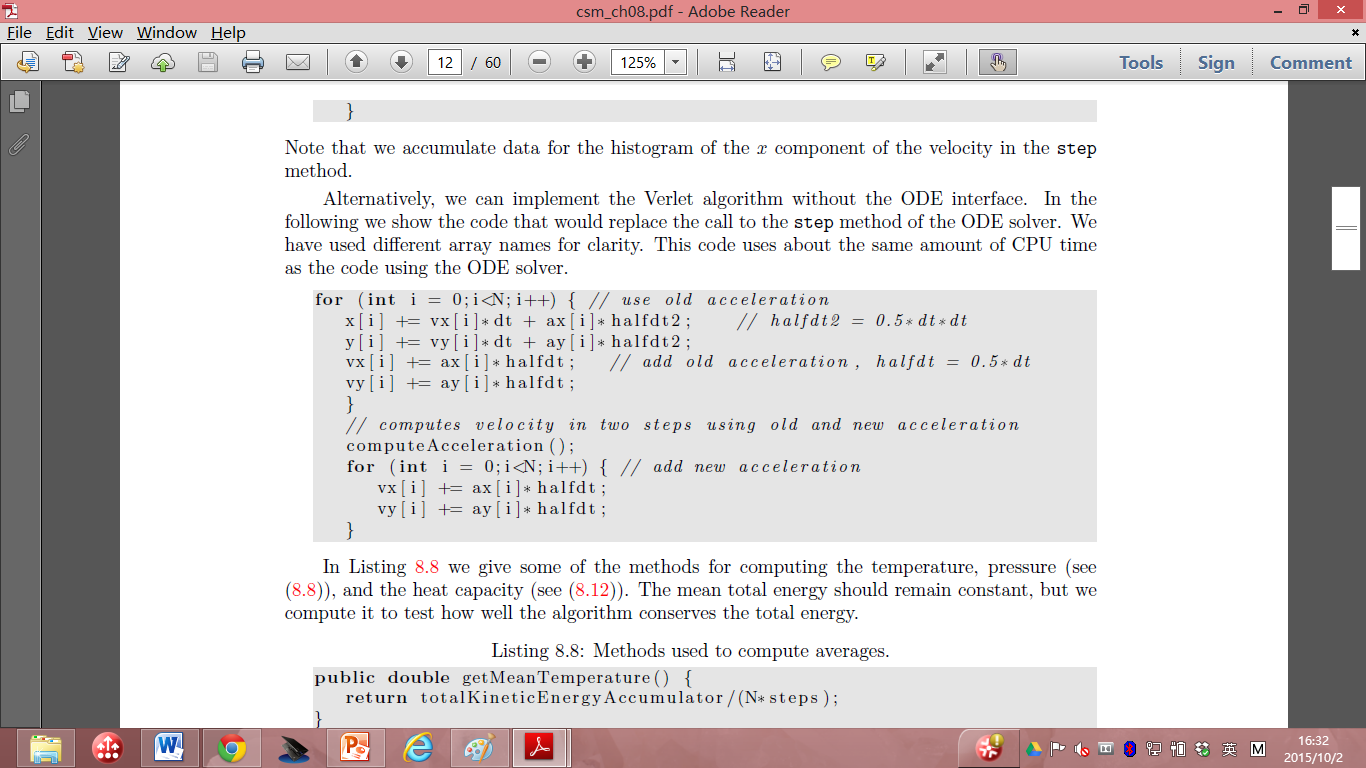 csm_ch08.pdf - Adobe Reader
File Edit View Window Help
12 / 60 125% Tools Sign Comment
}
Note that we accumulate data for the histogram of the x component of the velocity in the step
method.
Alternatively, we can implement the Verlet algorithm without the ODE interface. In the
following we show the code that would replace the call to the step method of the ODE solver. We
have used different array names for clarity. This code uses about the same amount of CPU time
as the code using the ODE solver.
for (int i = 0;i<N;i++) { // use old acceleration
x[i] += vx[i]*dt + ax[i]*halfdt2; // halfdt2 = 0.5*dt*dt
y[i] += vy[i]*dt + ay[i]*halfdt2;
vx[i] += ax[i]*halfdt; // add old acceleration, halfdt = 0.5*dt
vy[i] += ay[i]*halfdt;
}
// computes velocity in two steps using old and new acceleration
computeAcceleration();
for (int i = 0;i<N;i++) { // add new acceleration
vx[i] += ax[i]*halfdt;
vy[i] += ay[i]*halfdt;
}
In Listing 8.8 we give some of the methods for computing the temperature, pressure (see
(8.8)), and the heat capacity (see (8.12)). The mean total energy should remain constant, but we
compute it to test how well the algorithm conserves the total energy.
Listing 8.8: Methods used to compute averages.
public double getMeanTemperature() {
return totalKineticEnergyAccumulator/(N*steps);
}
英 M 16:32
2015/10/2